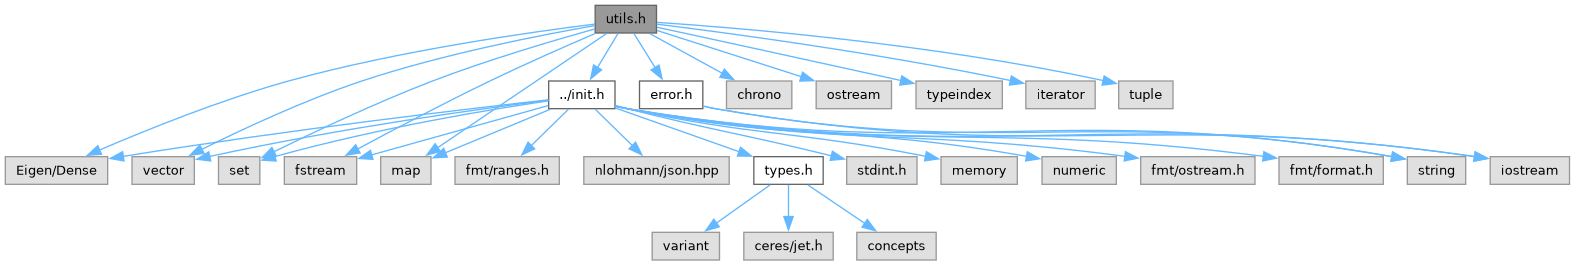 utils.h
../init.h
error.h
chrono
ostream
typeindex
iterator
tuple
Eigen/Dense
vector
set
fstream
map
fmt/ranges.h
nlohmann/json.hpp
types.h
stdint.h
memory
numeric
fmt/ostream.h
fmt/format.h
string
iostream
variant
ceres/jet.h
concepts